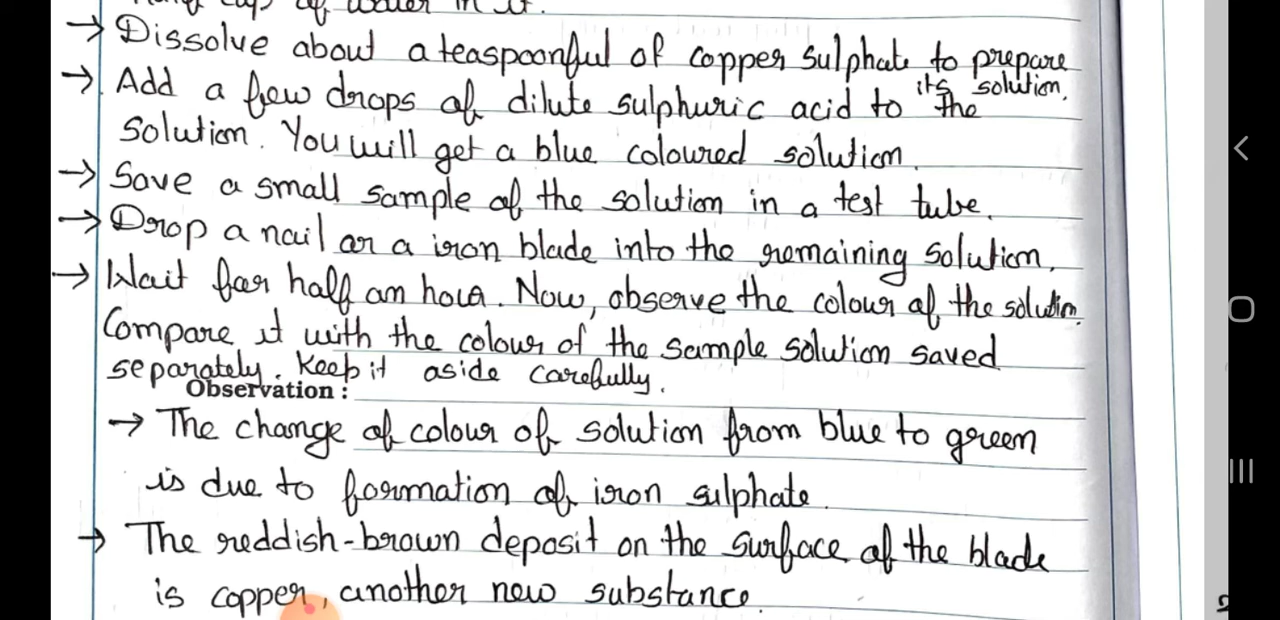 cup of water in it.
→ Dissolve about a teaspoonful of copper sulphate to prepare
its solution.
→ Add a few drops of dilute sulphuric acid to the
solution. You will get a blue coloured solution.
→ Save a small sample of the solution in a test tube.
→ Drop a nail or a iron blade into the remaining solution.
→ Wait for half an hour. Now, observe the colour of the solution.
Compare it with the colour of the sample solution saved
separately. Keep it aside carefully.
Observation :
→ The change of colour of solution from blue to green
is due to formation of iron sulphate.
→ The reddish-brown deposit on the surface of the blade
is copper, another new substance.